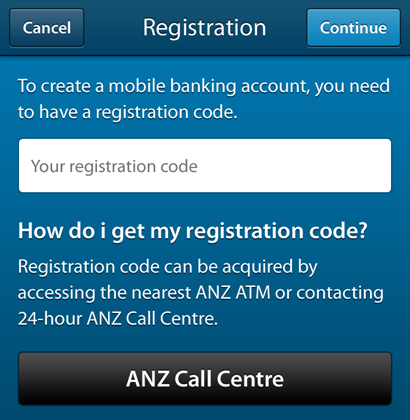 Cancel
Registration
Continue
To create a mobile banking account, you need
to have a registration code.
Your registration code
How do i get my registration code?
Registration code can be acquired by
accessing the nearest ANZ ATM or contacting
24-hour ANZ Call Centre.
ANZ Call Centre